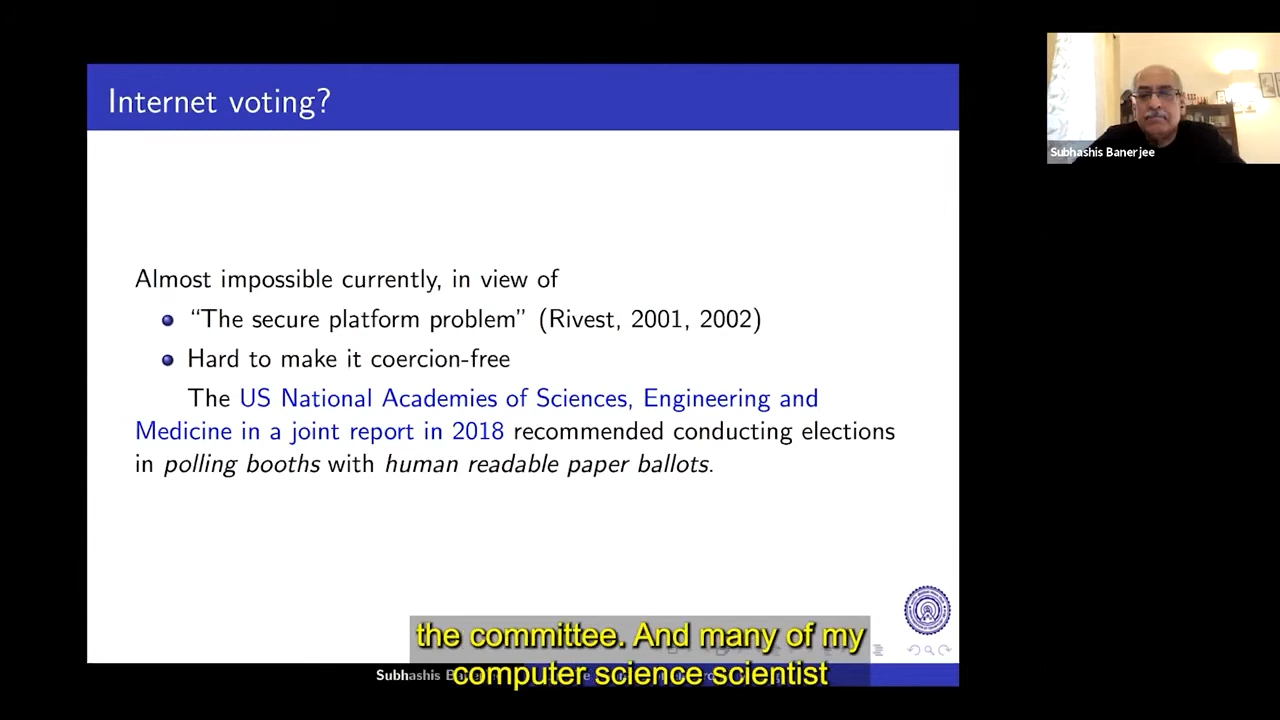 Internet voting?
Subhashis Banerjee
Almost impossible currently, in view of
“The secure platform problem” (Rivest, 2001, 2002)
Hard to make it coercion-free
The US National Academies of Sciences, Engineering and
Medicine in a joint report in 2018 recommended conducting elections
in polling booths with human readable paper ballots.
the committee. And many of my
computer science scientist
Subhashis